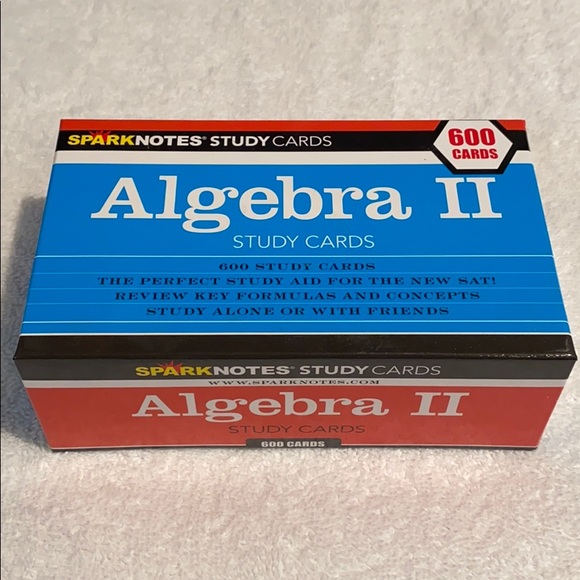 SPARKNOTES® STUDY CARDS
600
CARDS
Algebra II
STUDY CARDS
600 STUDY CARDS
THE PERFECT STUDY AID FOR THE NEW SAT!
REVIEW KEY FORMULAS AND CONCEPTS
STUDY ALONE OR WITH FRIENDS
SPARKNOTES® STUDY CARDS
WWW.SPARKNOTES.COM
Algebra II
STUDY CARDS
600 CARDS